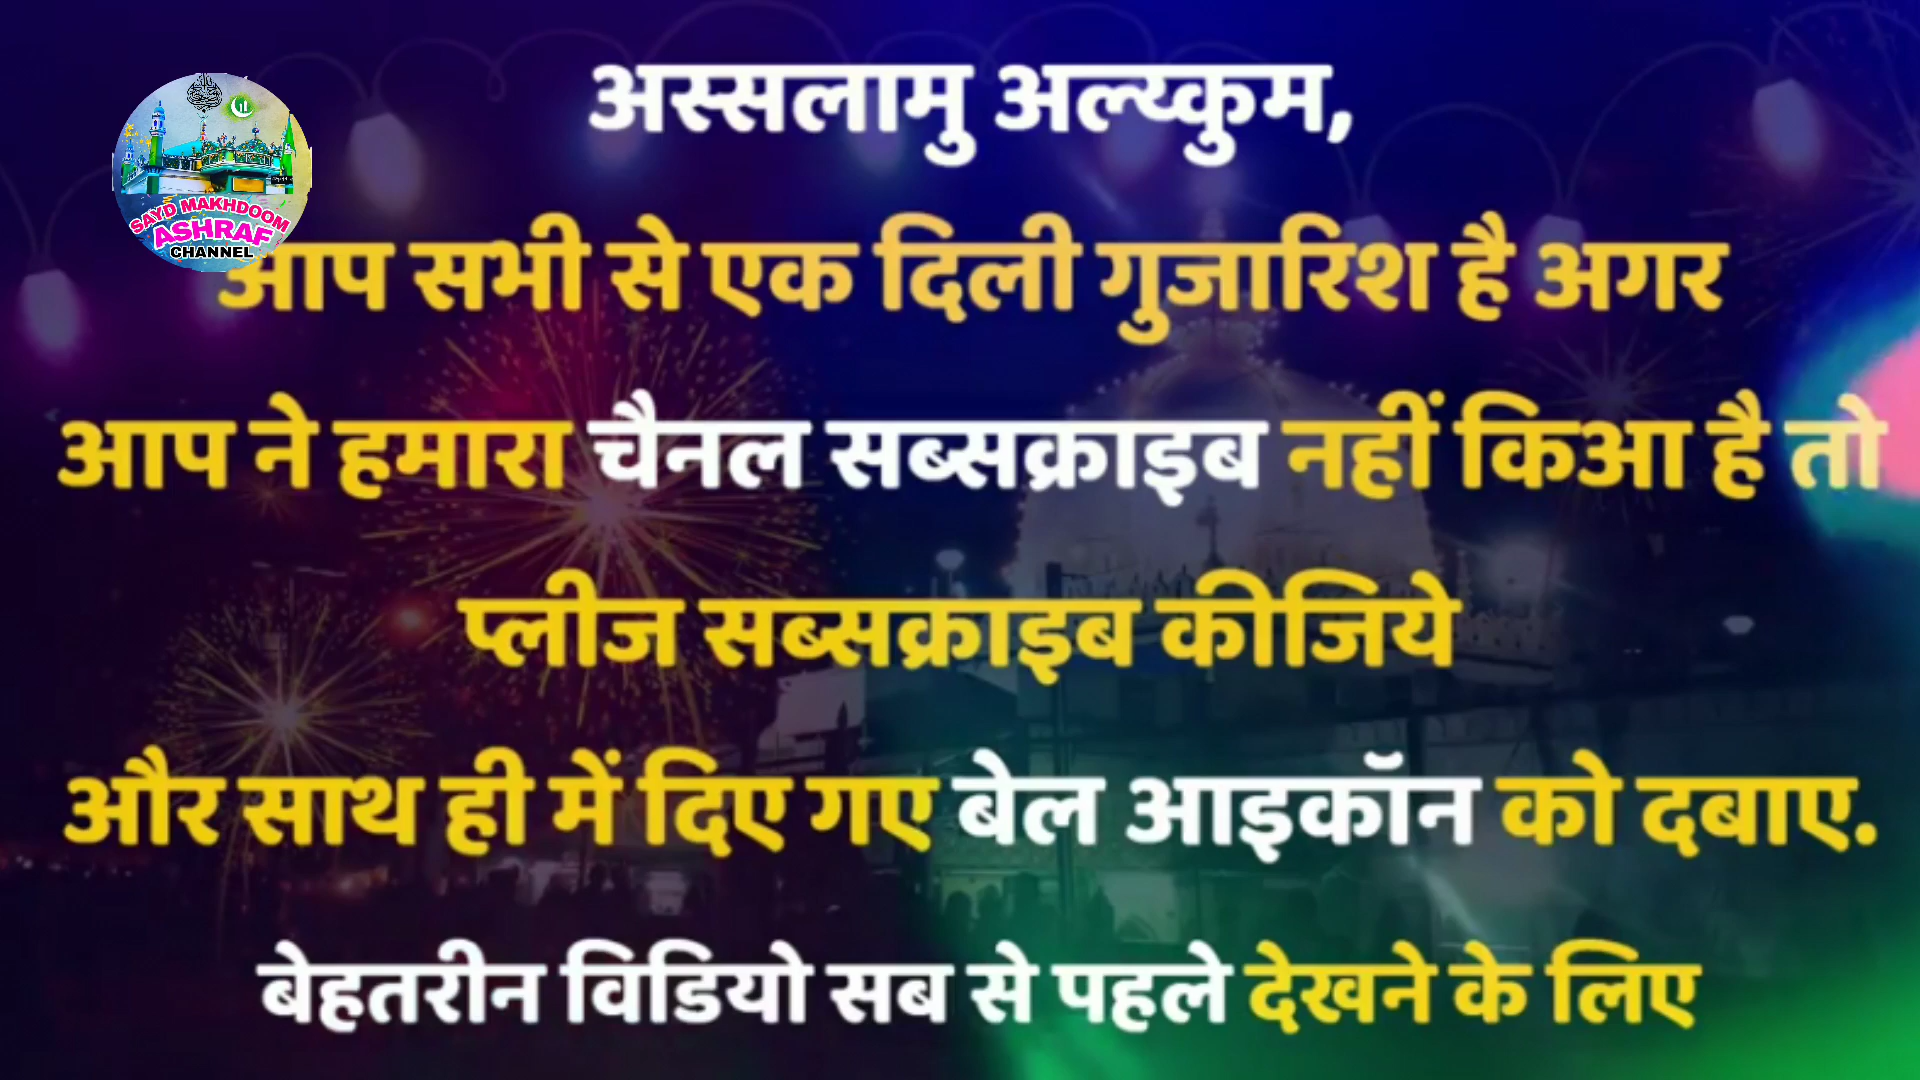 अस्सलामु अल्य्कुम,
SAYD MAKHDOOM
ASHRAF
CHANNEL
आप सभी से एक दिली गुजारिश है अगर
आप ने हमारा चैनल सब्सक्राइब नहीं किआ है तो
प्लीज सब्सक्राइब कीजिये
और साथ ही में दिए गए बेल आइकॉन को दबाए.
बेहतरीन विडियो सब से पहले देखने के लिए